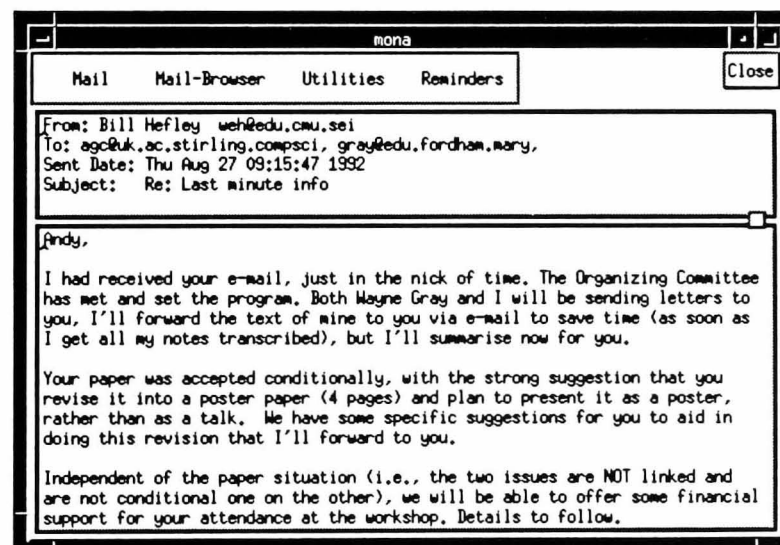 mona
Mail Mail-Browser Utilities Reminders Close
From: Bill Hefley weh@edu.cmu.sei
To: agc@uk.ac.stirling.compsci, gray@edu.fordham.mary,
Sent Date: Thu Aug 27 09:15:47 1992
Subject: Re: Last minute info
Andy,
I had received your e-mail, just in the nick of time. The Organizing Committee
has met and set the program. Both Wayne Gray and I will be sending letters to
you, I'll forward the text of mine to you via e-mail to save time (as soon as
I get all my notes transcribed), but I'll summarise now for you.
Your paper was accepted conditionally, with the strong suggestion that you
revise it into a poster paper (4 pages) and plan to present it as a poster,
rather than as a talk. We have some specific suggestions for you to aid in
doing this revision that I'll forward to you.
Independent of the paper situation (i.e., the two issues are NOT linked and
are not conditional one on the other), we will be able to offer some financial
support for your attendance at the workshop. Details to follow.